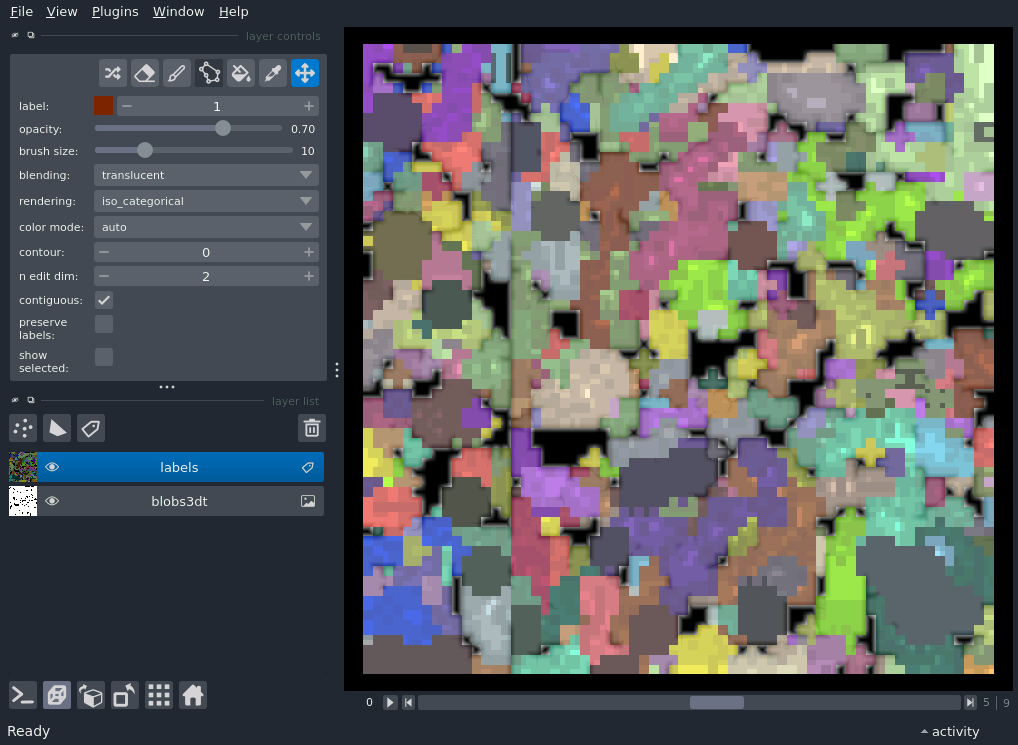 File View Plugins Window Help
layer controls
label: 1
opacity: 0.70
brush size: 10
blending: translucent
rendering: iso_categorical
color mode: auto
contour: 0
n edit dim: 2
contiguous:
preserve
labels:
show
selected:
layer list
labels
blobs3dt
0 5 | 9
Ready activity